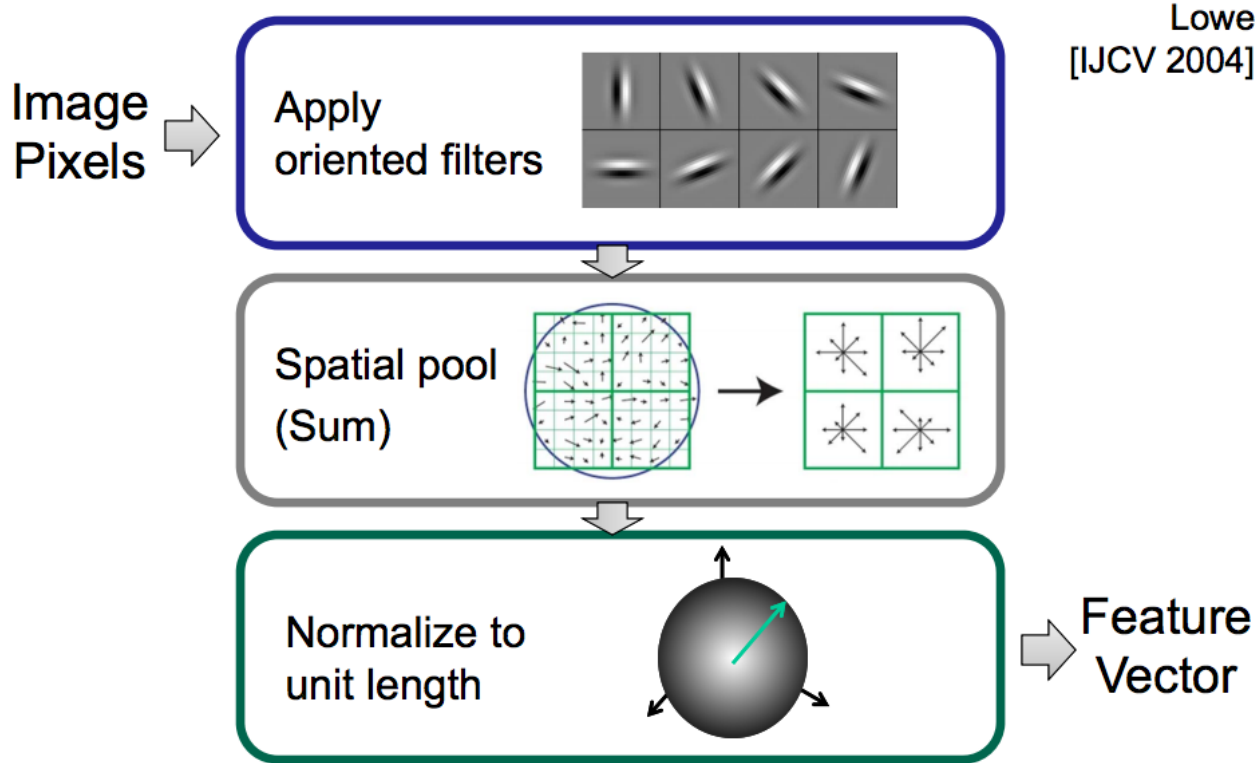 Lowe
[IJCV 2004]
Image
Pixels
Apply
oriented filters
Spatial pool
(Sum)
Normalize to
unit length
Feature
Vector